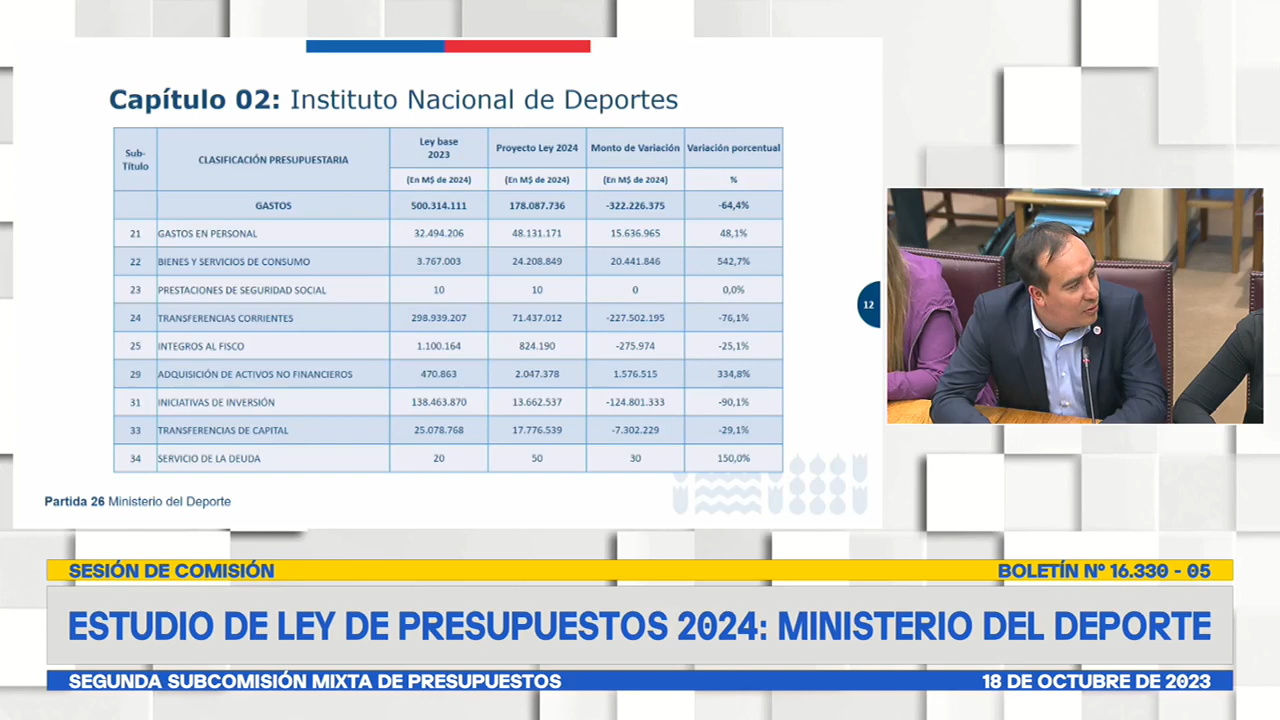 Capítulo 02: Instituto Nacional de Deportes
Sub-Título CLASIFICACIÓN PRESUPUESTARIA Ley base 2023 Proyecto Ley 2024 Monto de Variación Variación porcentual
(En M$ de 2024) (En M$ de 2024) (En M$ de 2024) %
GASTOS 500.314.111 178.087.736 -322.226.375 -64,4%
21 GASTOS EN PERSONAL 32.494.206 48.131.171 15.636.965 48,1%
22 BIENES Y SERVICIOS DE CONSUMO 3.767.003 24.208.849 20.441.846 542,7%
23 PRESTACIONES DE SEGURIDAD SOCIAL 10 10 0 0,0%
24 TRANSFERENCIAS CORRIENTES 298.939.207 71.437.012 -227.502.195 -76,1%
25 INTEGROS AL FISCO 1.100.164 824.190 -275.974 -25,1%
29 ADQUISICIÓN DE ACTIVOS NO FINANCIEROS 470.863 2.047.378 1.576.515 334,8%
31 INICIATIVAS DE INVERSIÓN 138.463.870 13.662.537 -124.801.333 -90,1%
33 TRANSFERENCIAS DE CAPITAL 25.078.768 17.776.539 -7.302.229 -29,1%
34 SERVICIO DE LA DEUDA 20 50 30 150,0%
12
Partida 26 Ministerio del Deporte
SESIÓN DE COMISIÓN BOLETÍN N° 16.330 - 05
ESTUDIO DE LEY DE PRESUPUESTOS 2024: MINISTERIO DEL DEPORTE
SEGUNDA SUBCOMISIÓN MIXTA DE PRESUPUESTOS 18 DE OCTUBRE DE 2023